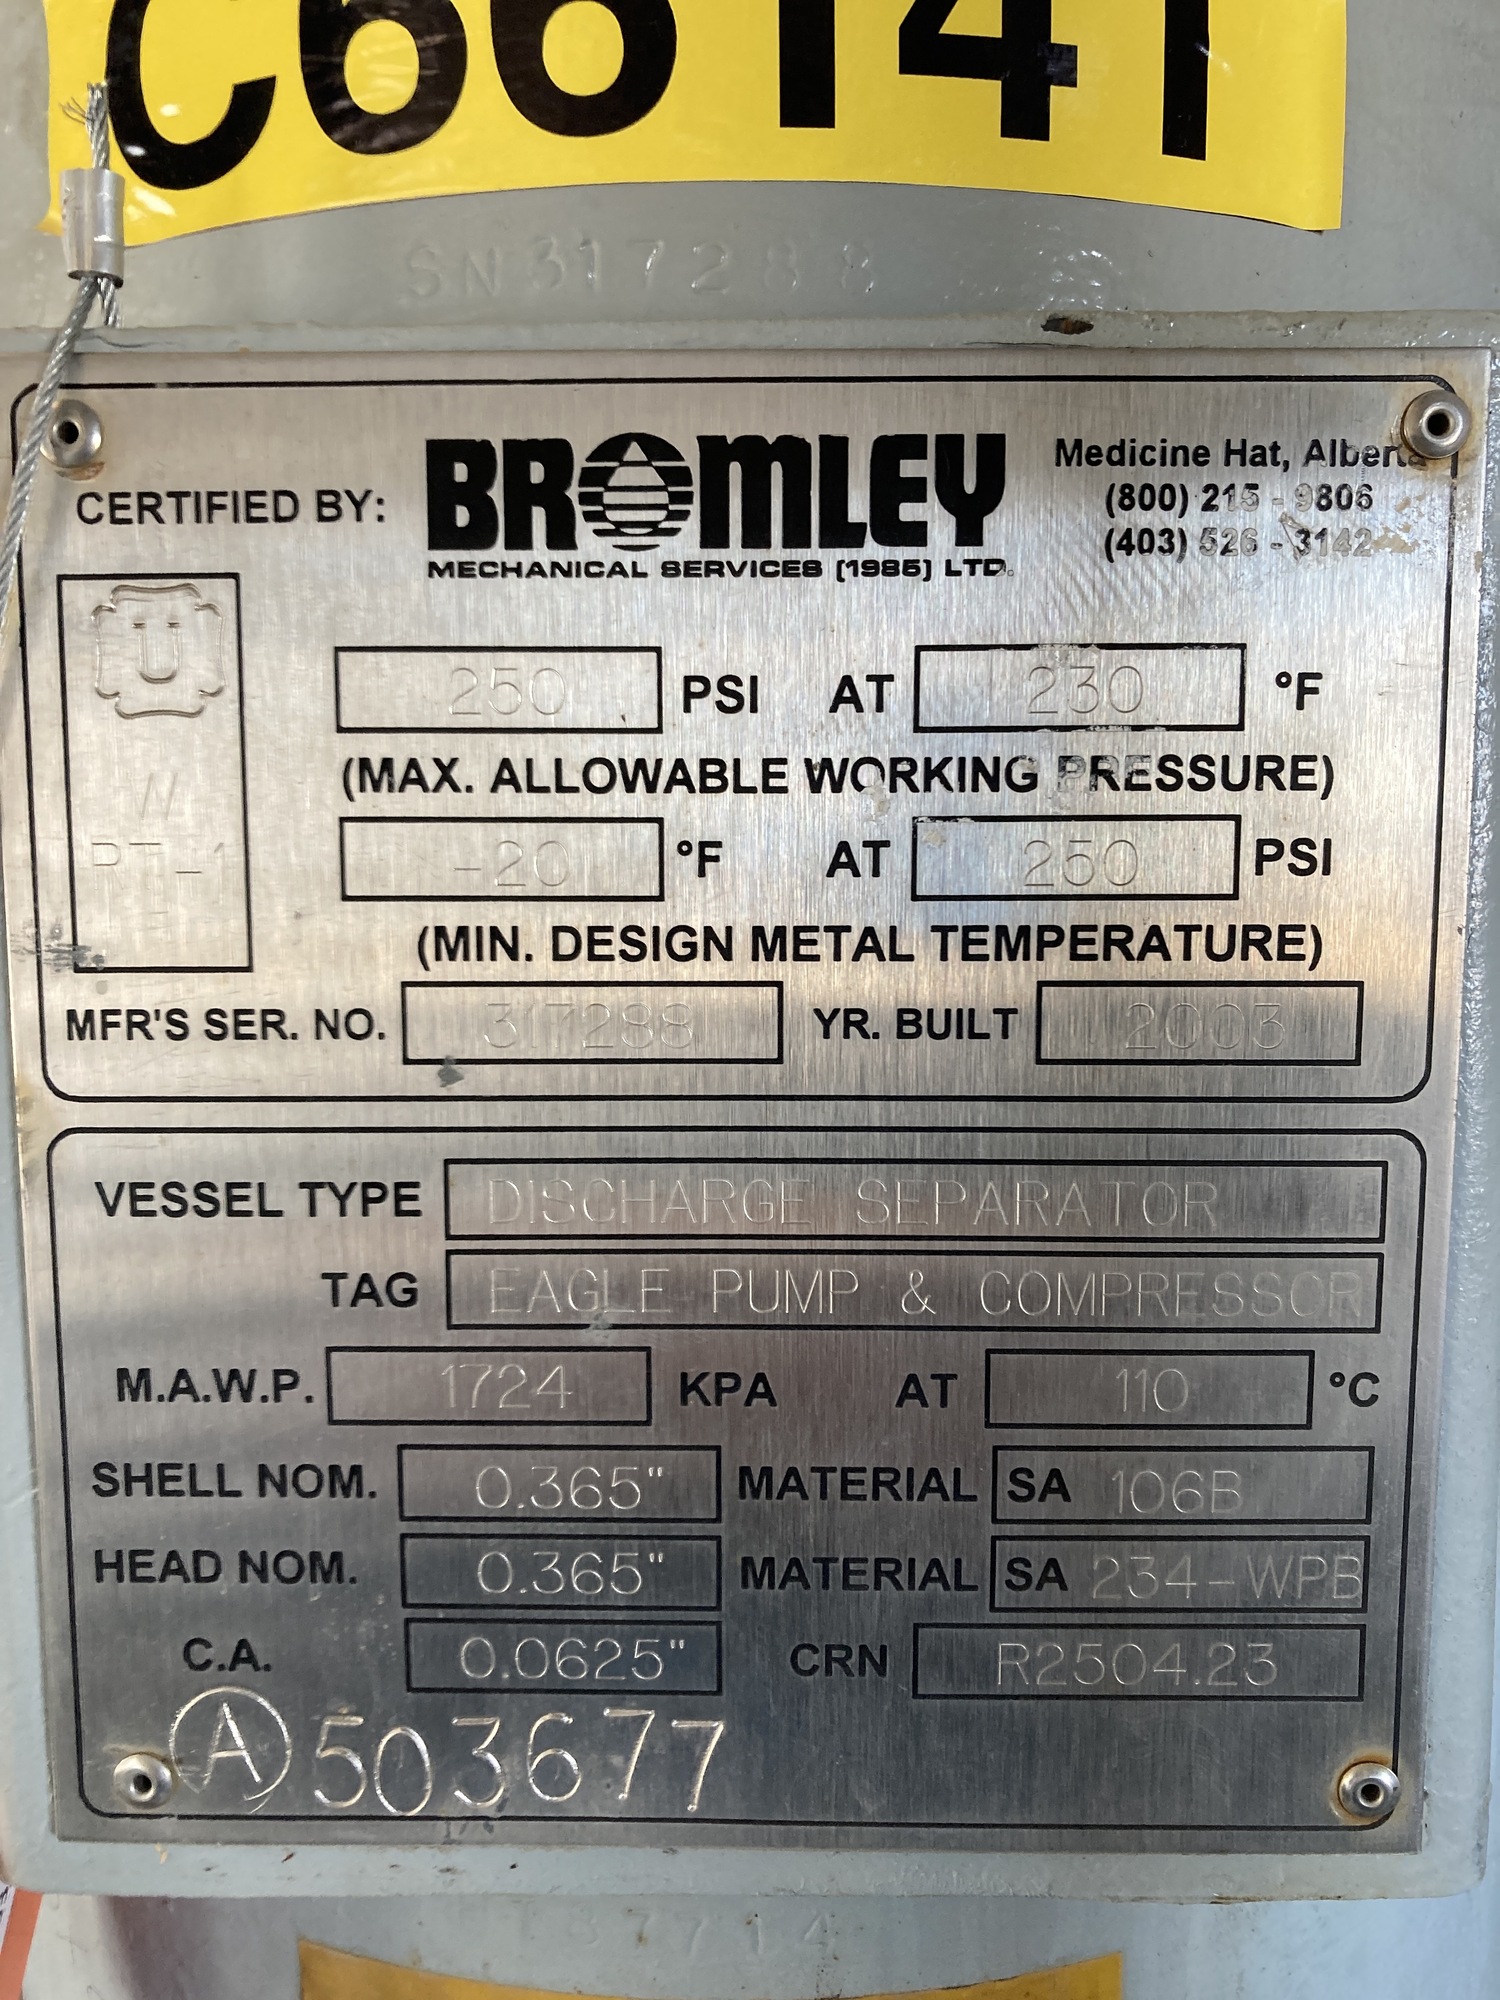 C66141
SN317288
CERTIFIED BY: BROMLEY Medicine Hat, Alberta
(800) 215 - 9806
(403) 526 - 3142
MECHANICAL SERVICES (1985) LTD.
U
250 PSI AT 230 °F
(MAX. ALLOWABLE WORKING PRESSURE)
W
RT-1
-20 °F AT 250 PSI
(MIN. DESIGN METAL TEMPERATURE)
MFR'S SER. NO. 317288 YR. BUILT 2003
VESSEL TYPE DISCHARGE SEPARATOR
TAG EAGLE PUMP & COMPRESSOR
M.A.W.P. 1724 KPA AT 110 °C
SHELL NOM. 0.365" MATERIAL SA 106B
HEAD NOM. 0.365" MATERIAL SA 234-WPB
C.A. 0.0625" CRN R2504.23
A 503677